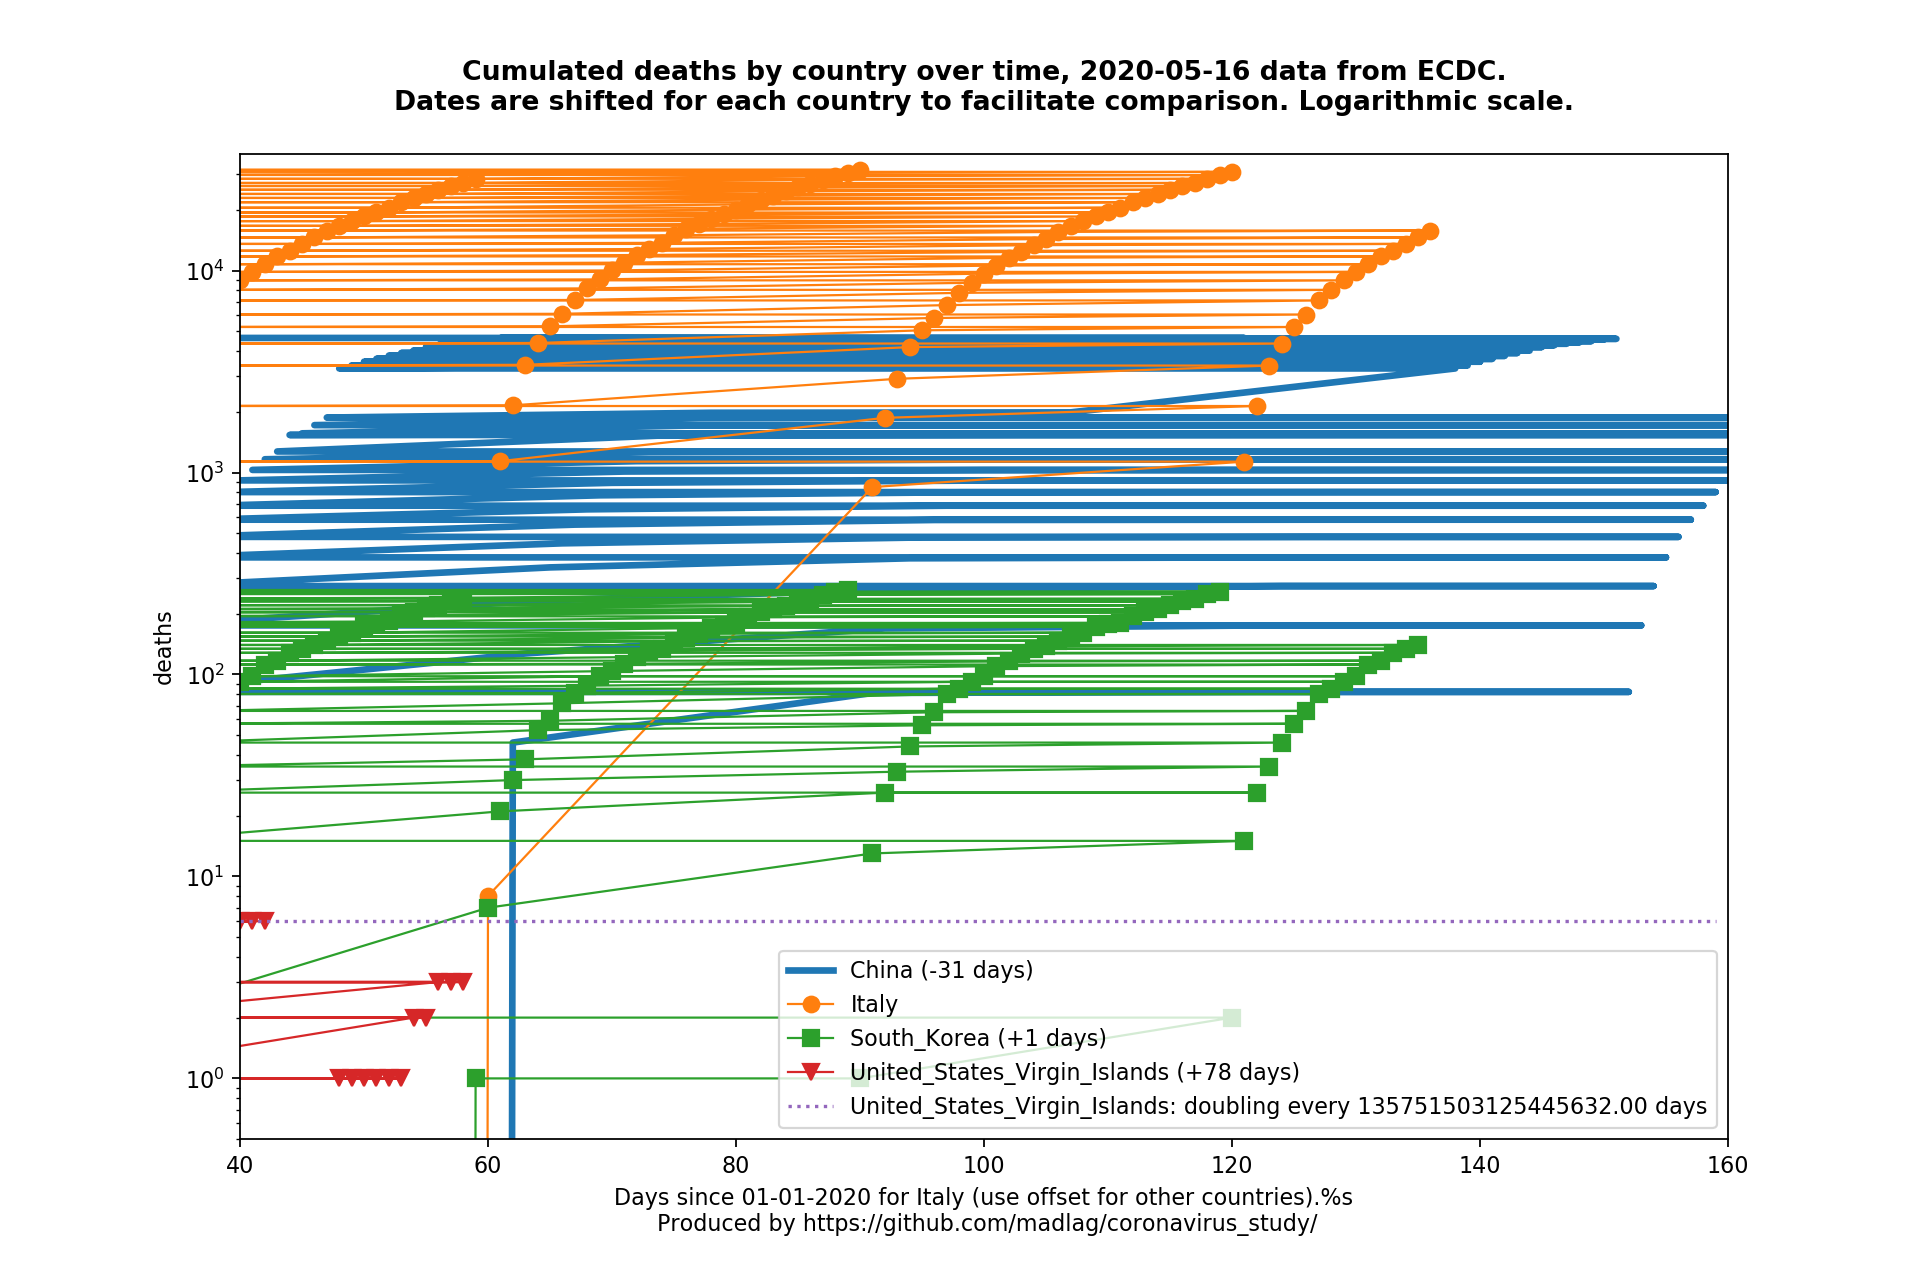 Cumulated deaths by country over time, 2020-05-16 data from ECDC.
Dates are shifted for each country to facilitate comparison. Logarithmic scale.
deaths
10^4
10^3
10^2
10^1
10^0
China (-31 days)
Italy
South_Korea (+1 days)
United_States_Virgin_Islands (+78 days)
United_States_Virgin_Islands: doubling every 135751503125445632.00 days
40 60 80 100 120 140 160
Days since 01-01-2020 for Italy (use offset for other countries).%s
Produced by https://github.com/madlag/coronavirus_study/